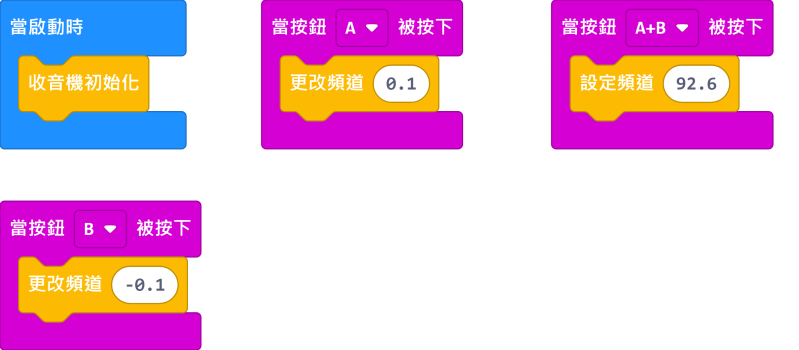 當啟動時
收音機初始化
當按鈕 A 被按下
更改頻道 0.1
當按鈕 A+B 被按下
設定頻道 92.6
當按鈕 B 被按下
更改頻道 -0.1